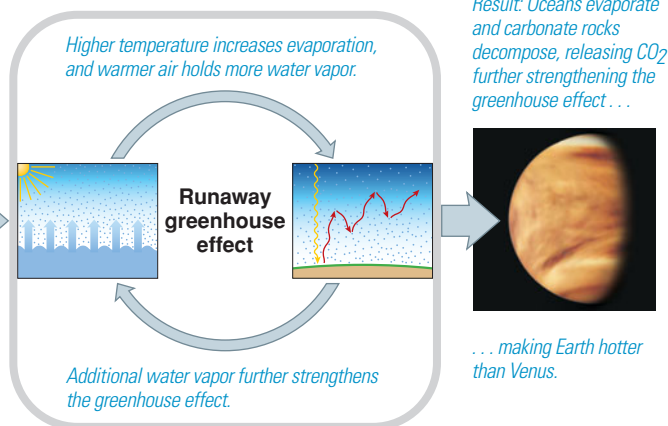 Higher temperature increases evaporation,
and warmer air holds more water vapor.
Runaway
greenhouse
effect
Additional water vapor further strengthens
the greenhouse effect.
Result: Oceans evaporate
and carbonate rocks
decompose, releasing CO2
further strengthening the
greenhouse effect . . .
. . . making Earth hotter
than Venus.